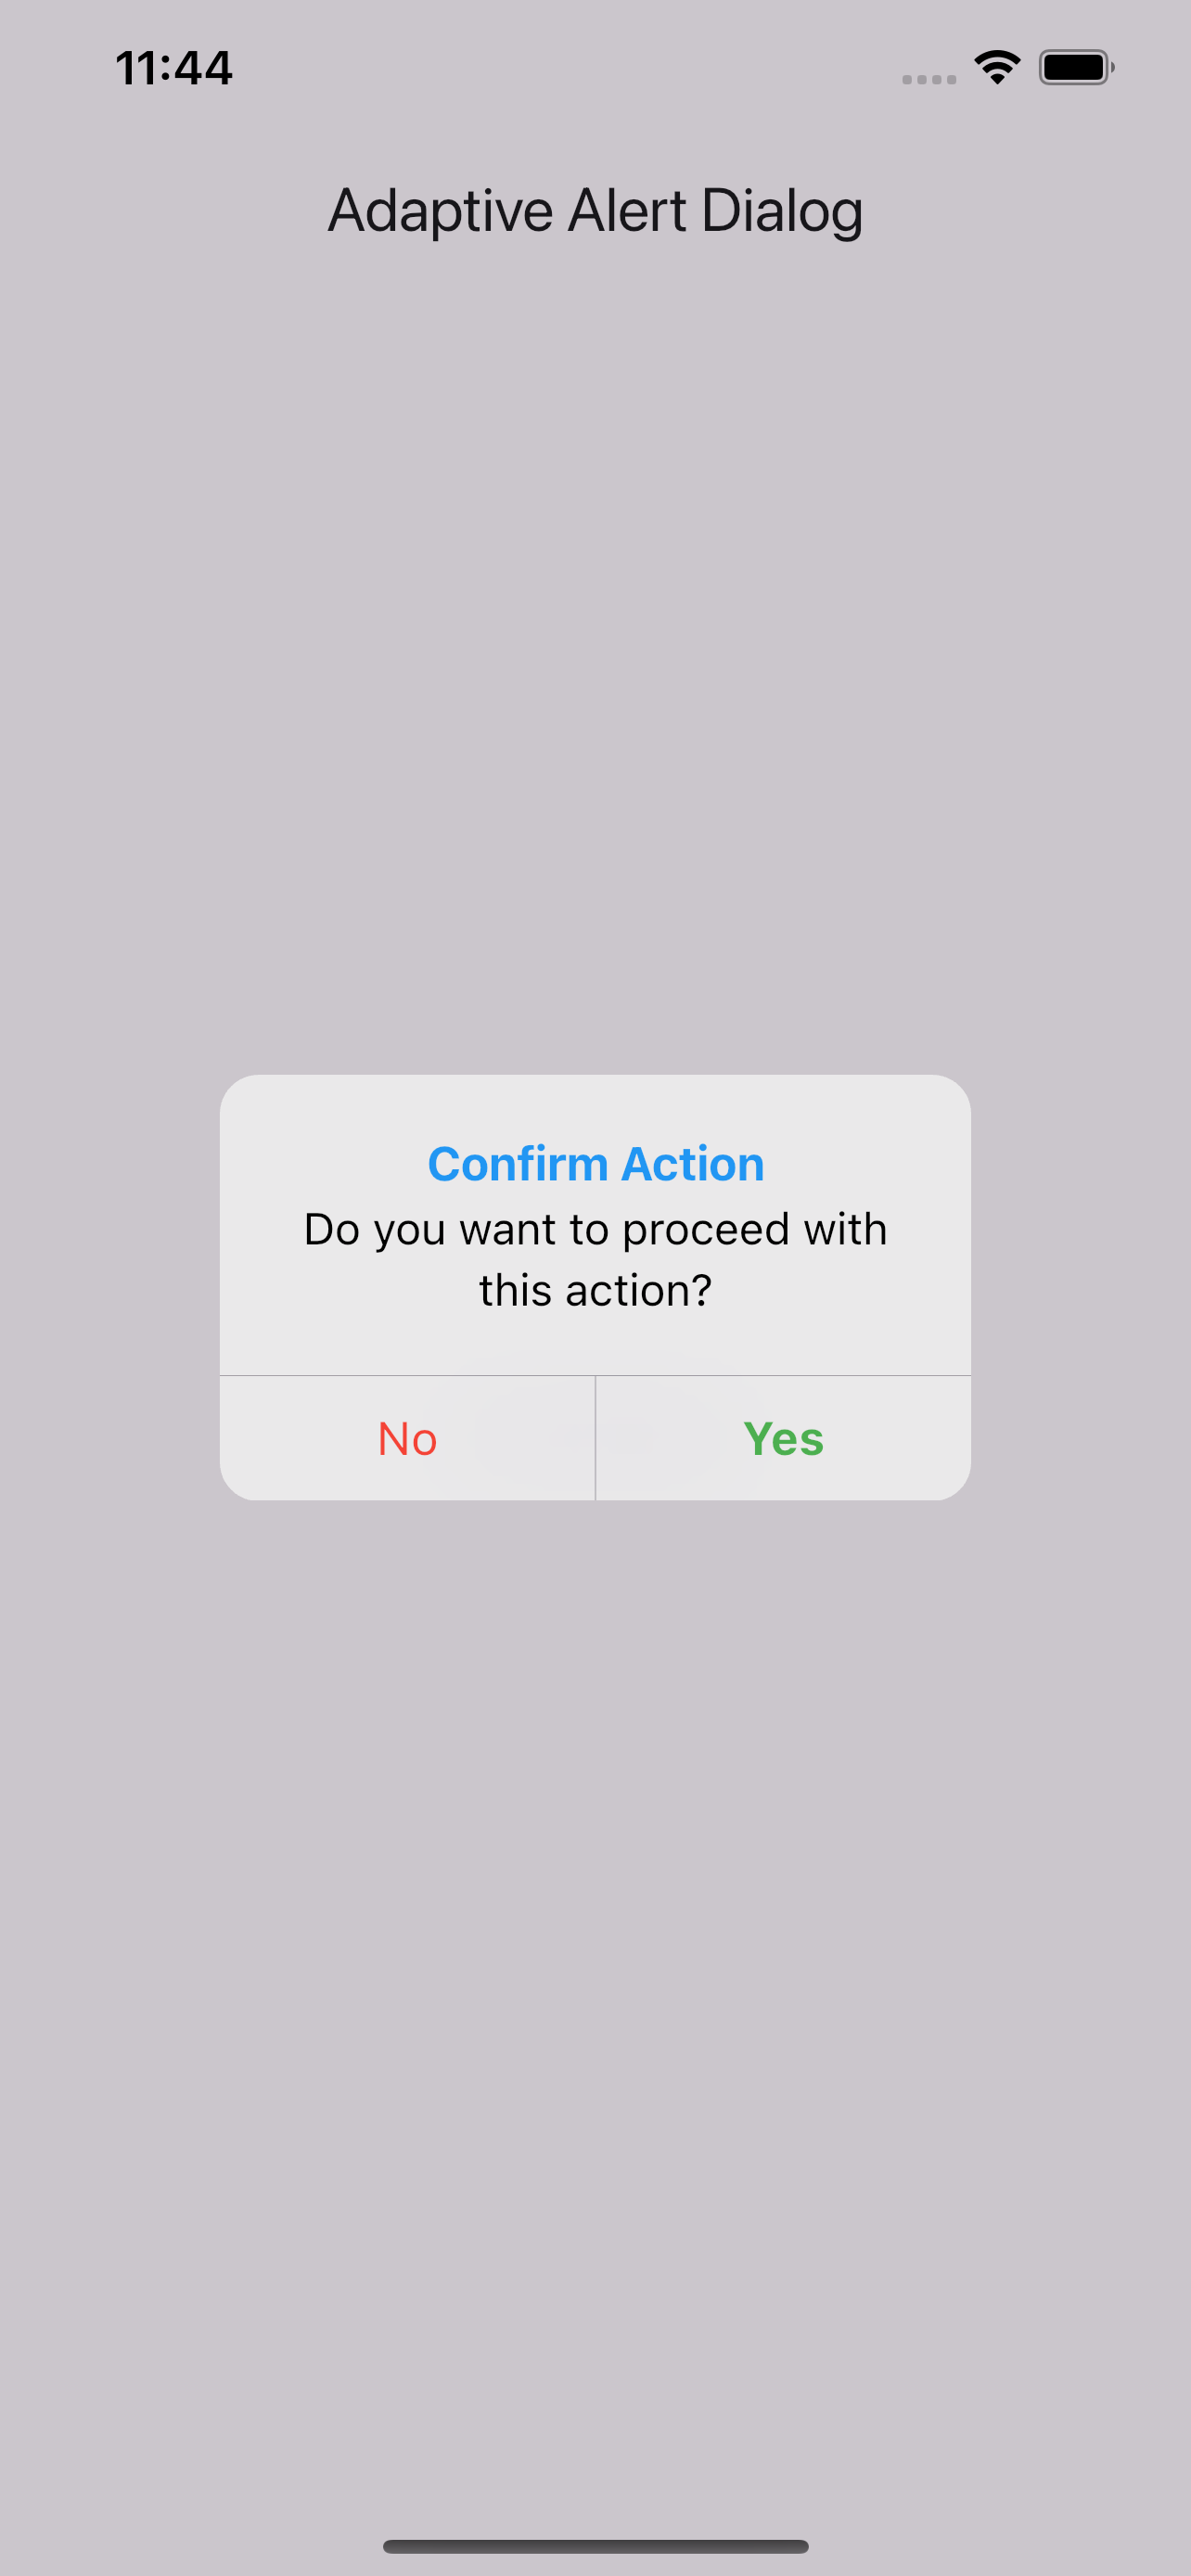 11:44
Adaptive Alert Dialog
Confirm Action
Do you want to proceed with
this action?
No
Yes